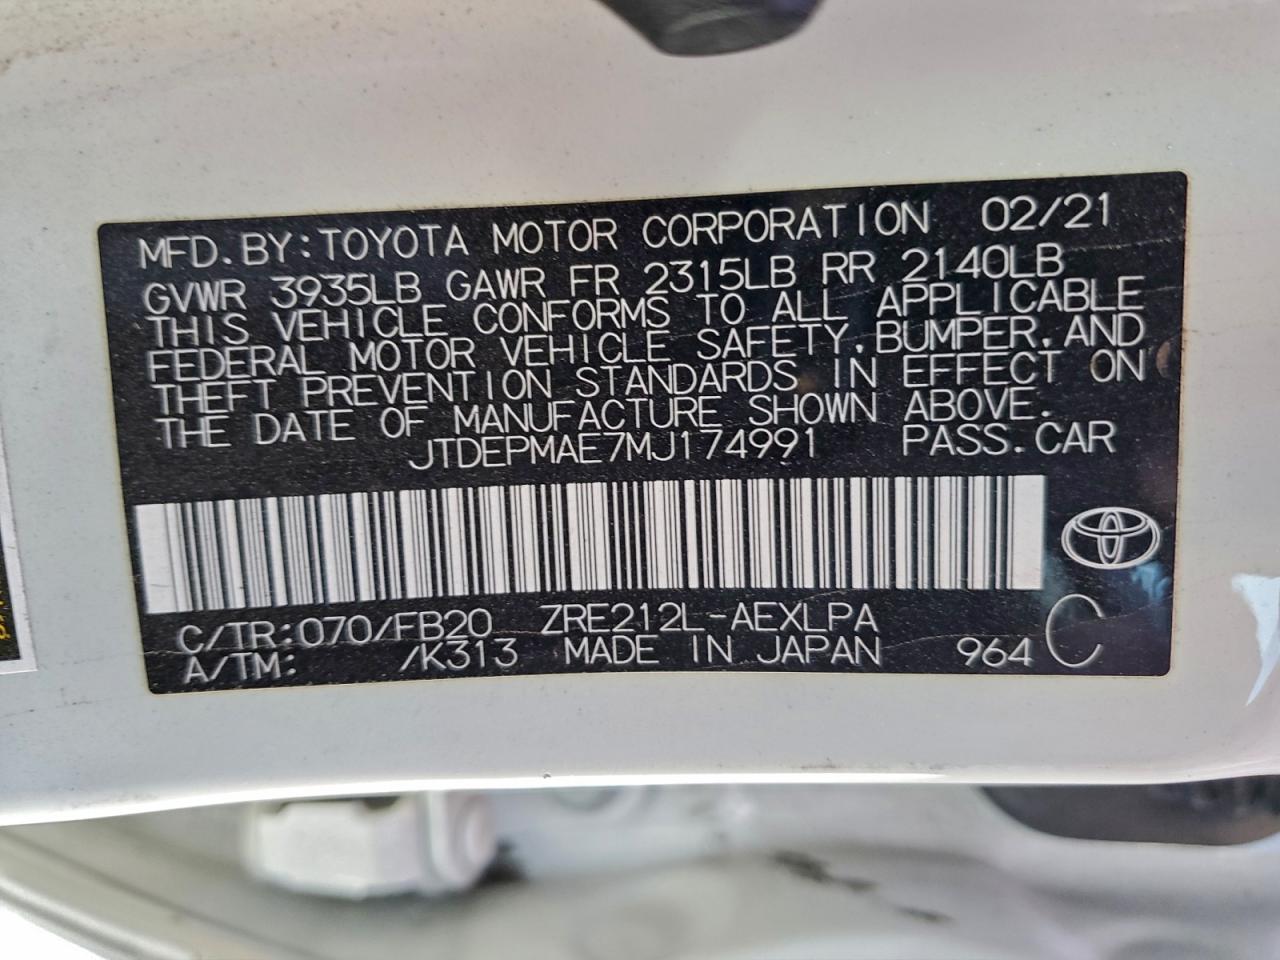 MFD.BY:TOYOTA MOTOR CORPORATION 02/21
GVWR 3935LB GAWR FR 2315LB RR 2140LB
THIS VEHICLE CONFORMS TO ALL APPLICABLE
FEDERAL MOTOR VEHICLE SAFETY,BUMPER,AND
THEFT PREVENTION STANDARDS IN EFFECT ON
THE DATE OF MANUFACTURE SHOWN ABOVE.
JTDEPMAE7MJ174991 PASS.CAR
C/TR:070/FB20 ZRE212L-AEXLPA
A/TM: /K313 MADE IN JAPAN 964 C